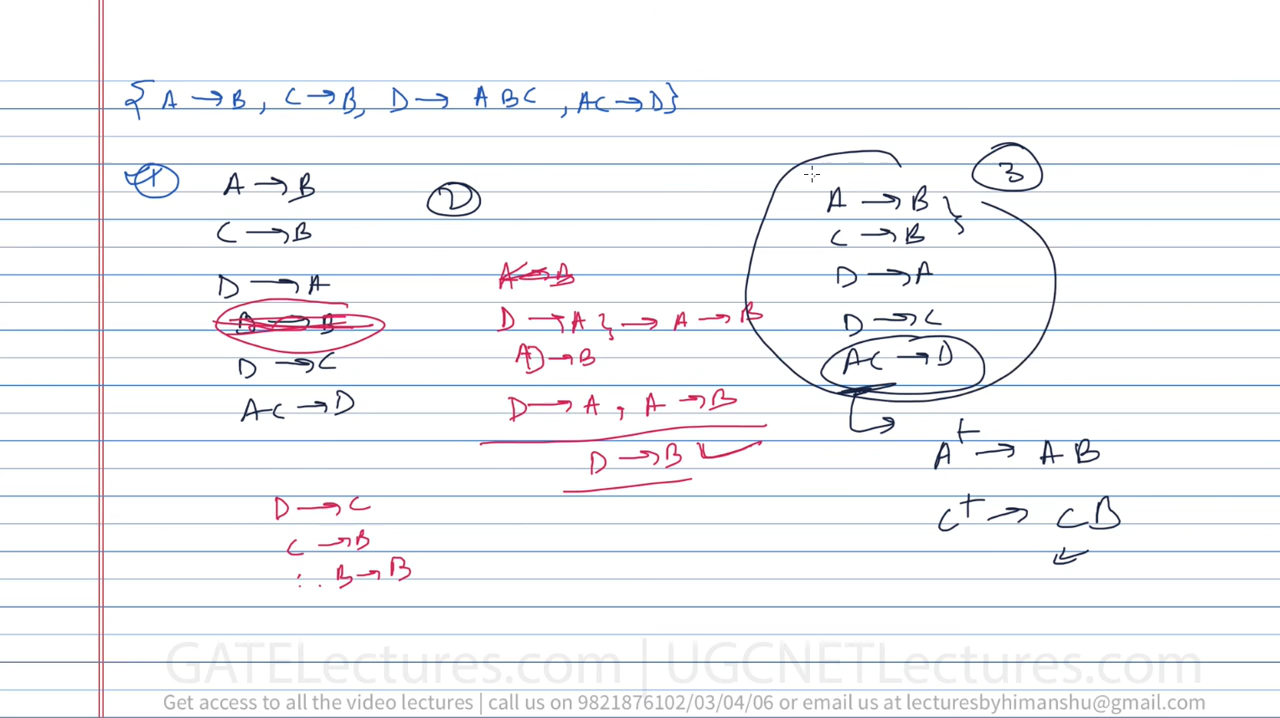 { A → B , C → B, D → ABC , AC → D}
1
A → B
C → B
D → A
B → B
D → C
AC → D
2
A → B
D → A } → A → B
AD → B
D → A , A → B
D → B
D → C
C → B
∴ B → B
3
A → B }
C → B
D → A
D → C
AC → D
A+ → AB
C+ → CB
GATELectures.com | UGCNETLectures.com
Get access to all the video lectures | call us on 9821876102/03/04/06 or email us at lecturesbyhimanshu@gmail.com